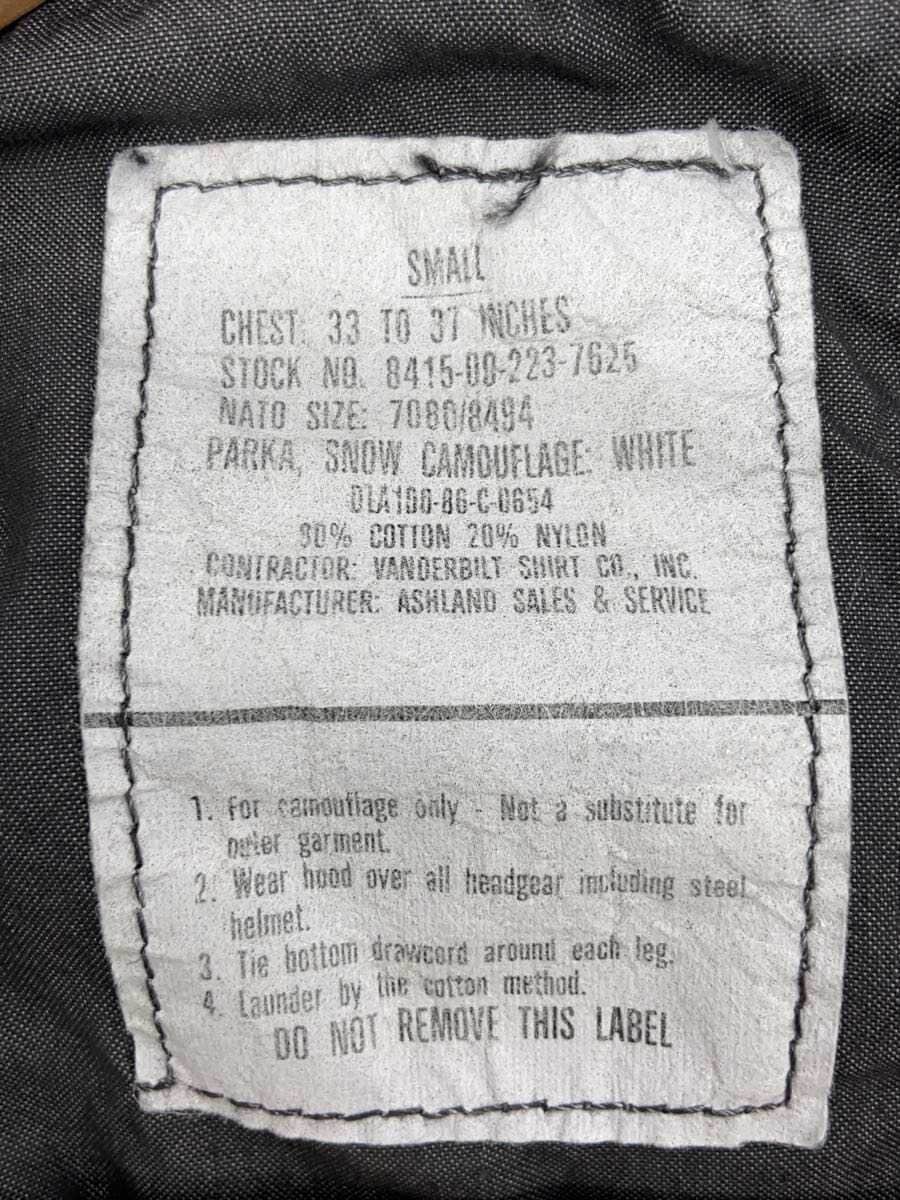 SMALL
CHEST: 33 TO 37 INCHES
STOCK NO. 8415-00-223-7625
NATO SIZE: 7080/8494
PARKA, SNOW CAMOUFLAGE: WHITE
DLA100-86-C-0654
80% COTTON 20% NYLON
CONTRACTOR: VANDERBILT SHIRT CO., INC.
MANUFACTURER: ASHLAND SALES & SERVICE
1. For camouflage only - Not a substitute for
outer garment.
2. Wear hood over all headgear including steel
helmet.
3. Tie bottom drawcord around each leg.
4. Launder by the cotton method.
DO NOT REMOVE THIS LABEL